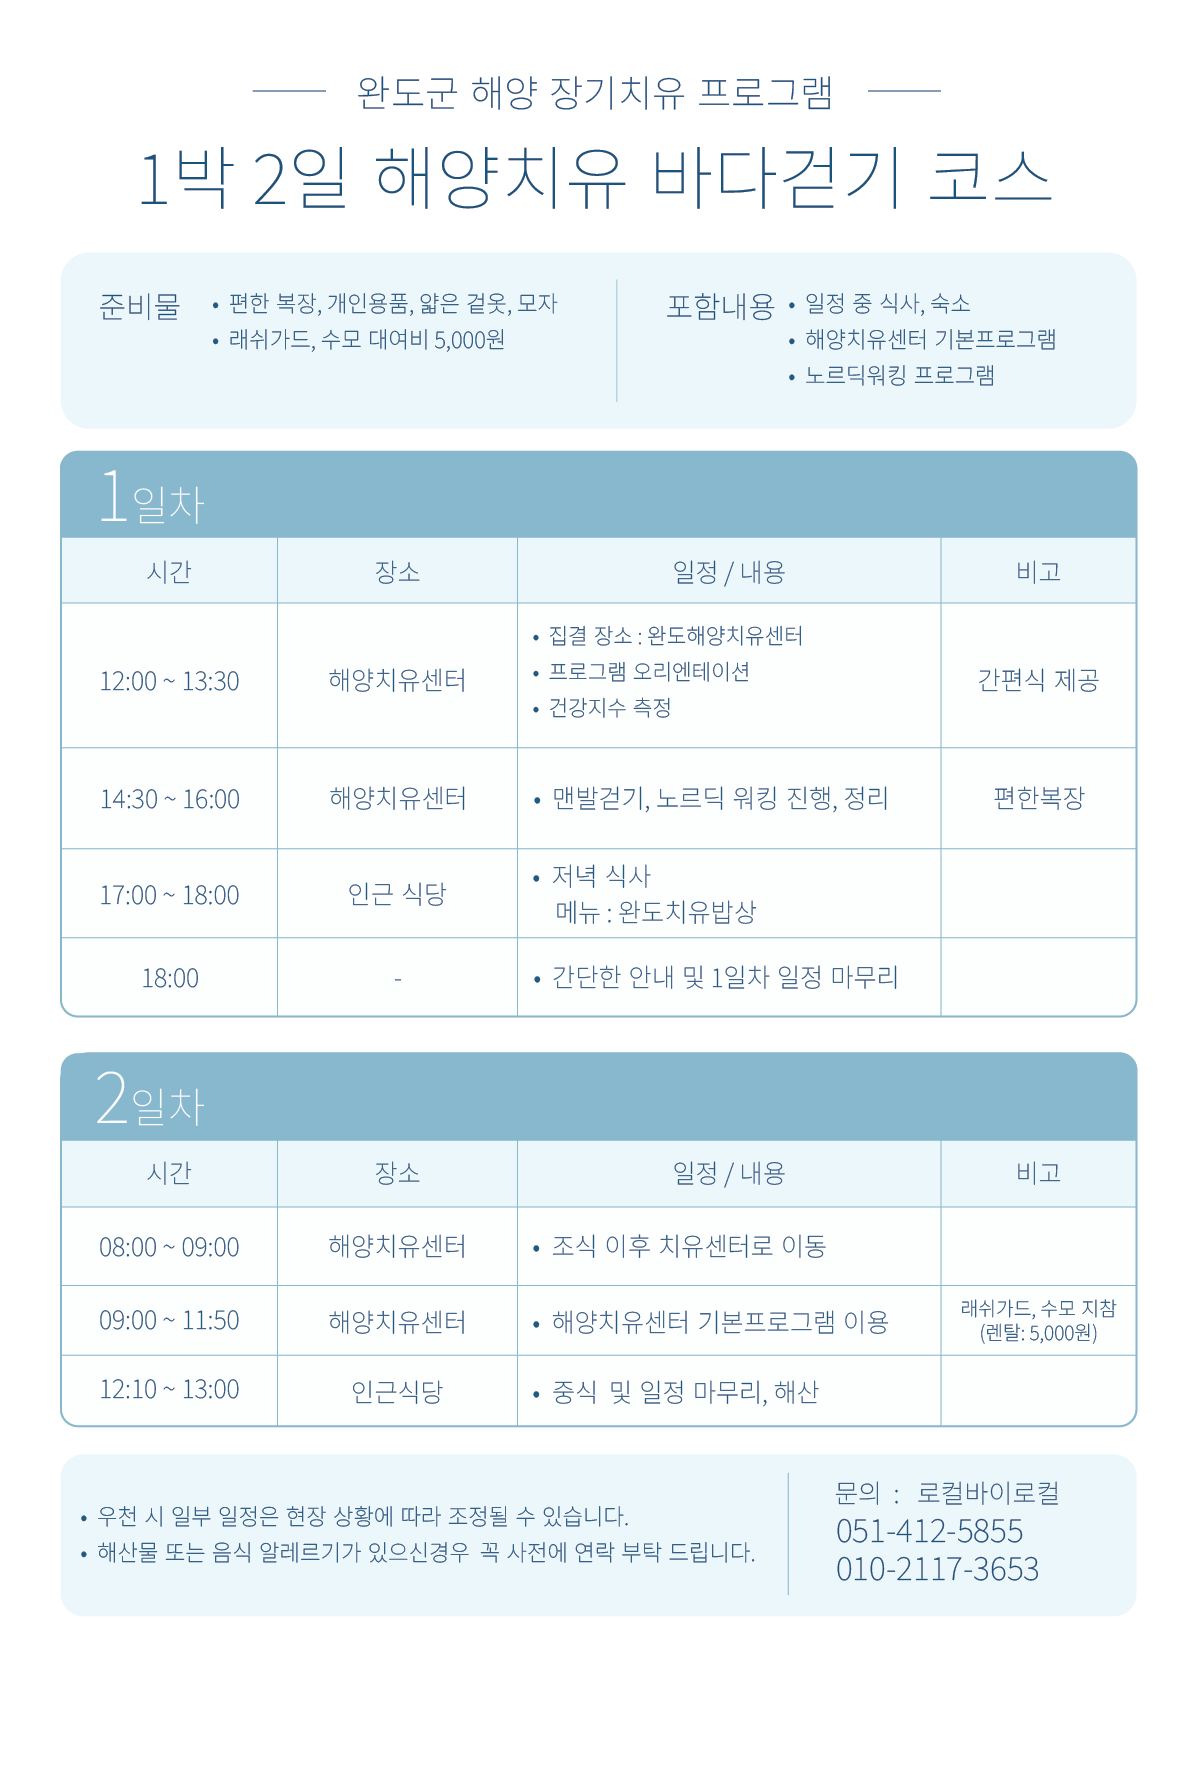 완도군 해양 장기치유 프로그램
1박 2일 해양치유 바다걷기 코스
준비물
• 편한 복장, 개인용품, 얇은 겉옷, 모자
• 래쉬가드, 수모 대여비 5,000원
포함내용
• 일정 중 식사, 숙소
• 해양치유센터 기본프로그램
• 노르딕워킹 프로그램
1일차
시간 장소 일정 / 내용 비고
12:00 ~ 13:30 해양치유센터
• 집결 장소 : 완도해양치유센터
• 프로그램 오리엔테이션
• 건강지수 측정
간편식 제공
14:30 ~ 16:00 해양치유센터 • 맨발걷기, 노르딕 워킹 진행, 정리 편한복장
17:00 ~ 18:00 인근 식당
• 저녁 식사
메뉴 : 완도치유밥상
18:00 - • 간단한 안내 및 1일차 일정 마무리
2일차
시간 장소 일정 / 내용 비고
08:00 ~ 09:00 해양치유센터 • 조식 이후 치유센터로 이동
09:00 ~ 11:50 해양치유센터 • 해양치유센터 기본프로그램 이용
래쉬가드, 수모 지참
(렌탈: 5,000원)
12:10 ~ 13:00 인근식당 • 중식 및 일정 마무리, 해산
• 우천 시 일부 일정은 현장 상황에 따라 조정될 수 있습니다.
• 해산물 또는 음식 알레르기가 있으신경우 꼭 사전에 연락 부탁 드립니다.
문의 : 로컬바이로컬
051-412-5855
010-2117-3653